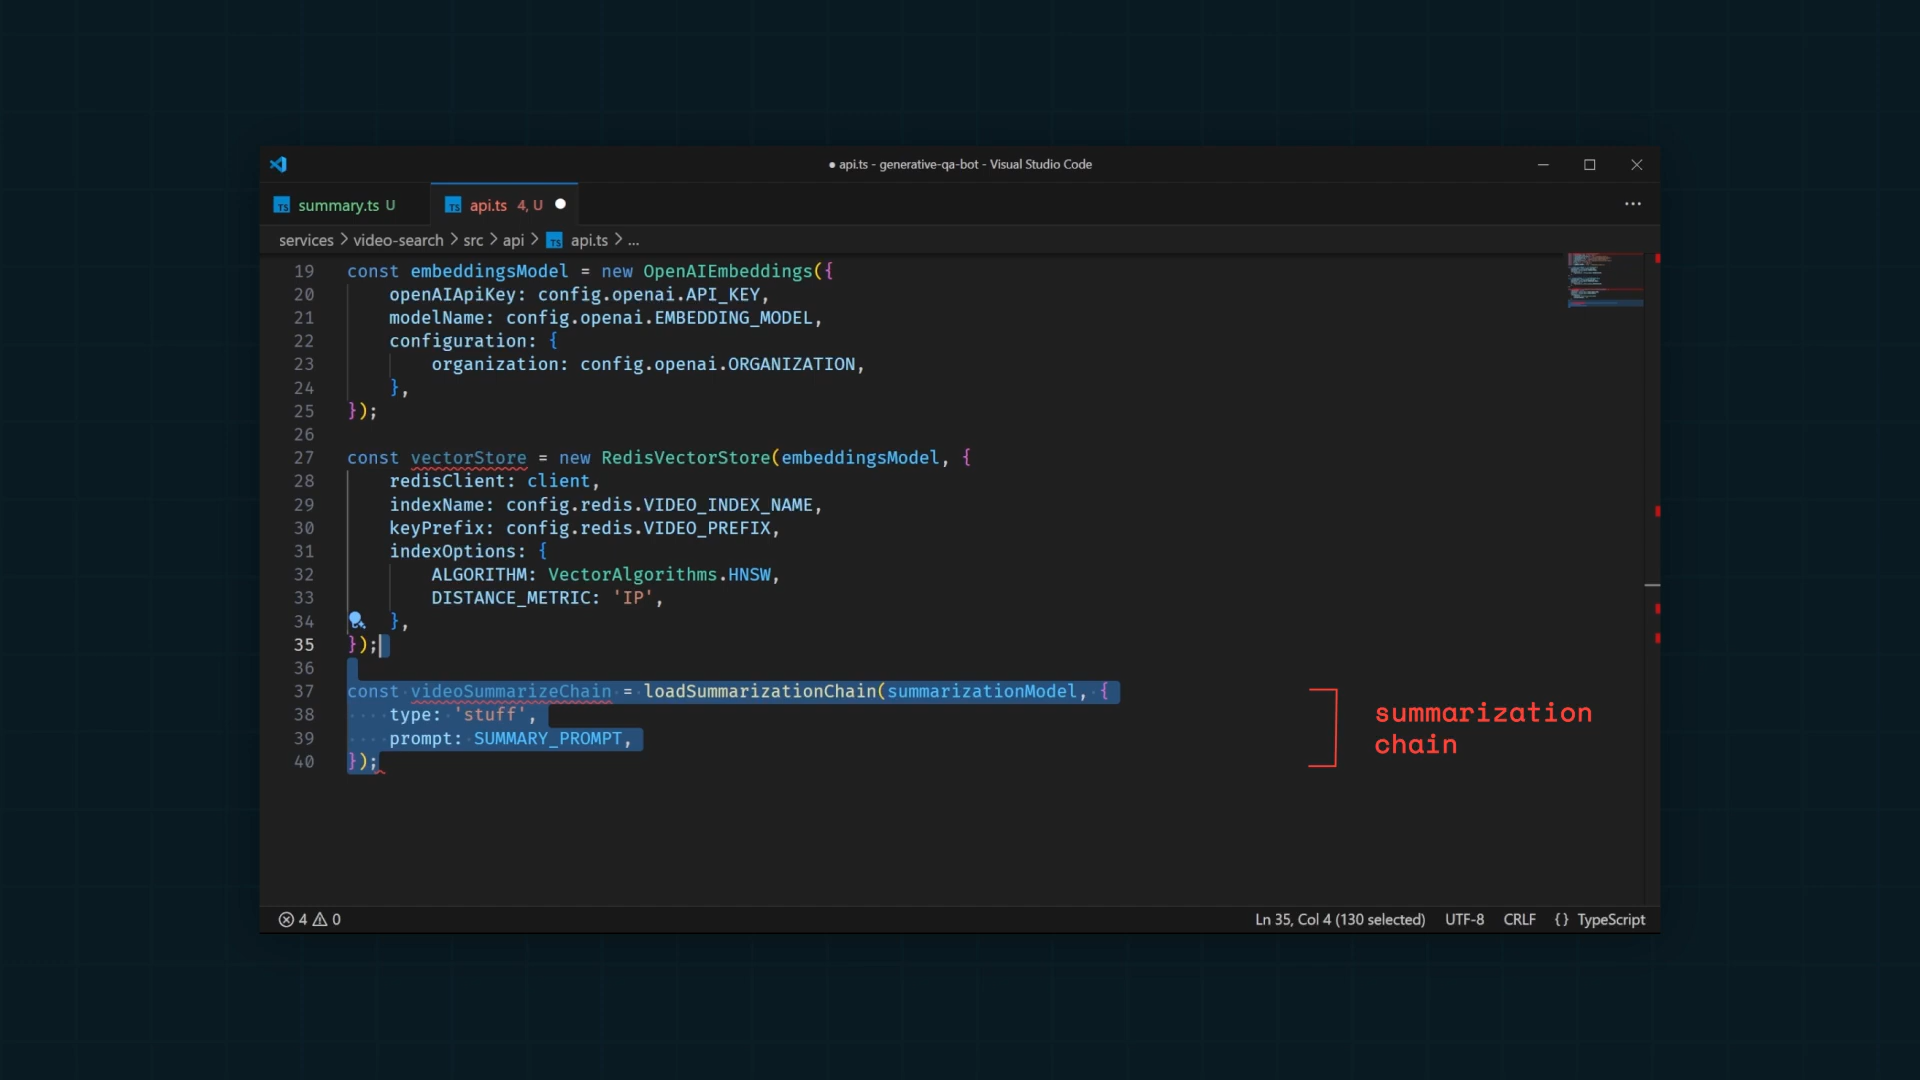 ● api.ts - generative-qa-bot - Visual Studio Code
TS summary.ts U
TS api.ts 4, U ●
services > video-search > src > api > TS api.ts > ...
19 const embeddingsModel = new OpenAIEmbeddings({
20     openAIApiKey: config.openai.API_KEY,
21     modelName: config.openai.EMBEDDING_MODEL,
22     configuration: {
23         organization: config.openai.ORGANIZATION,
24     },
25 });
26
27 const vectorStore = new RedisVectorStore(embeddingsModel, {
28     redisClient: client,
29     indexName: config.redis.VIDEO_INDEX_NAME,
30     keyPrefix: config.redis.VIDEO_PREFIX,
31     indexOptions: {
32         ALGORITHM: VectorAlgorithms.HNSW,
33         DISTANCE_METRIC: 'IP',
34     },
35 });
36
37 const videoSummarizeChain = loadSummarizationChain(summarizationModel, {
38     type: 'stuff',
39     prompt: SUMMARY_PROMPT,
40 });
summarization
chain
4 0
Ln 35, Col 4 (130 selected) UTF-8 CRLF {} TypeScript